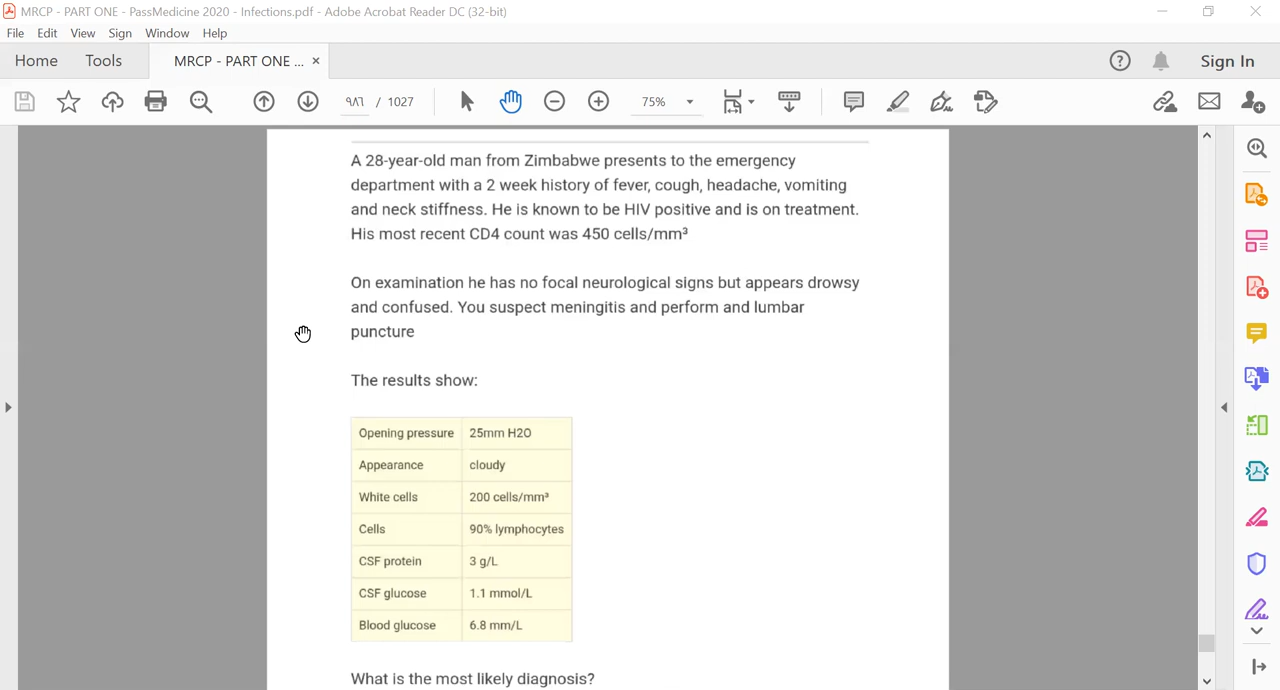 MRCP - PART ONE - PassMedicine 2020 - Infections.pdf - Adobe Acrobat Reader DC (32-bit)
File Edit View Sign Window Help
Home Tools MRCP - PART ONE ... × Sign In
٩٨٦ / 1027 75%
A 28-year-old man from Zimbabwe presents to the emergency
department with a 2 week history of fever, cough, headache, vomiting
and neck stiffness. He is known to be HIV positive and is on treatment.
His most recent CD4 count was 450 cells/mm³
On examination he has no focal neurological signs but appears drowsy
and confused. You suspect meningitis and perform and lumbar
puncture
The results show:
Opening pressure 25mm H2O
Appearance cloudy
White cells 200 cells/mm³
Cells 90% lymphocytes
CSF protein 3 g/L
CSF glucose 1.1 mmol/L
Blood glucose 6.8 mm/L
What is the most likely diagnosis?